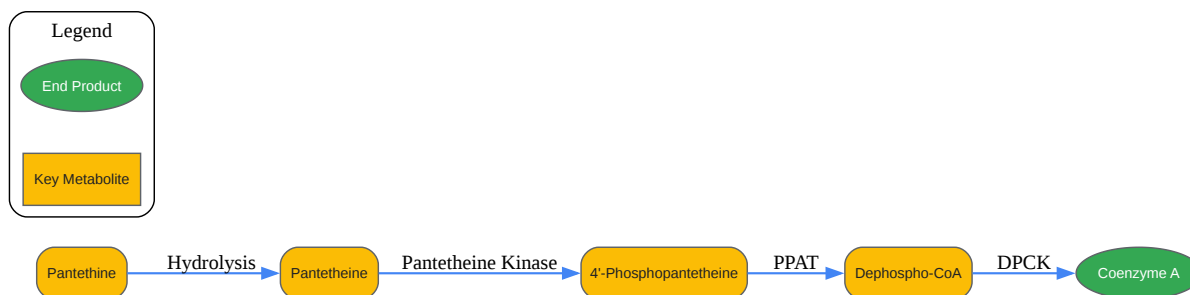 Legend
End Product
Key Metabolite
Pantethine
Hydrolysis
Pantetheine
Pantetheine Kinase
4'-Phosphopantetheine
PPAT
Dephospho-CoA
DPCK
Coenzyme A